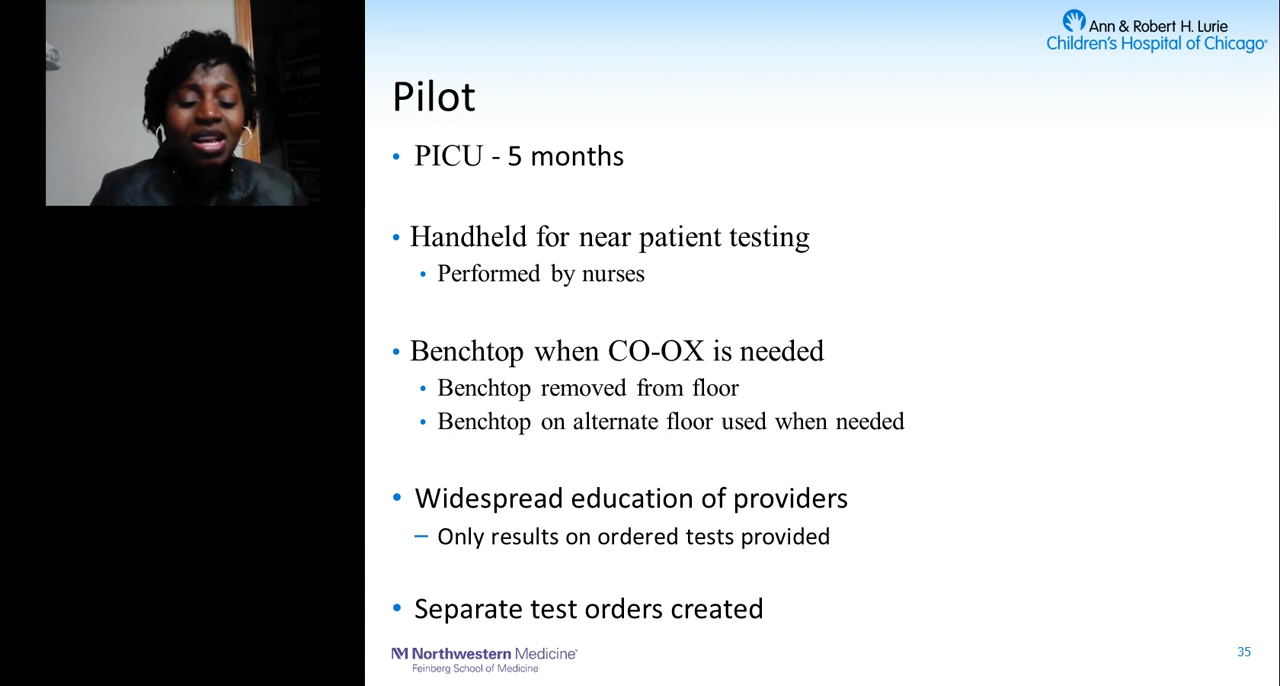 Ann & Robert H. Lurie
Children's Hospital of Chicago®
Pilot
• PICU - 5 months
• Handheld for near patient testing
• Performed by nurses
• Benchtop when CO-OX is needed
• Benchtop removed from floor
• Benchtop on alternate floor used when needed
• Widespread education of providers
– Only results on ordered tests provided
• Separate test orders created
Northwestern Medicine®
Feinberg School of Medicine
35